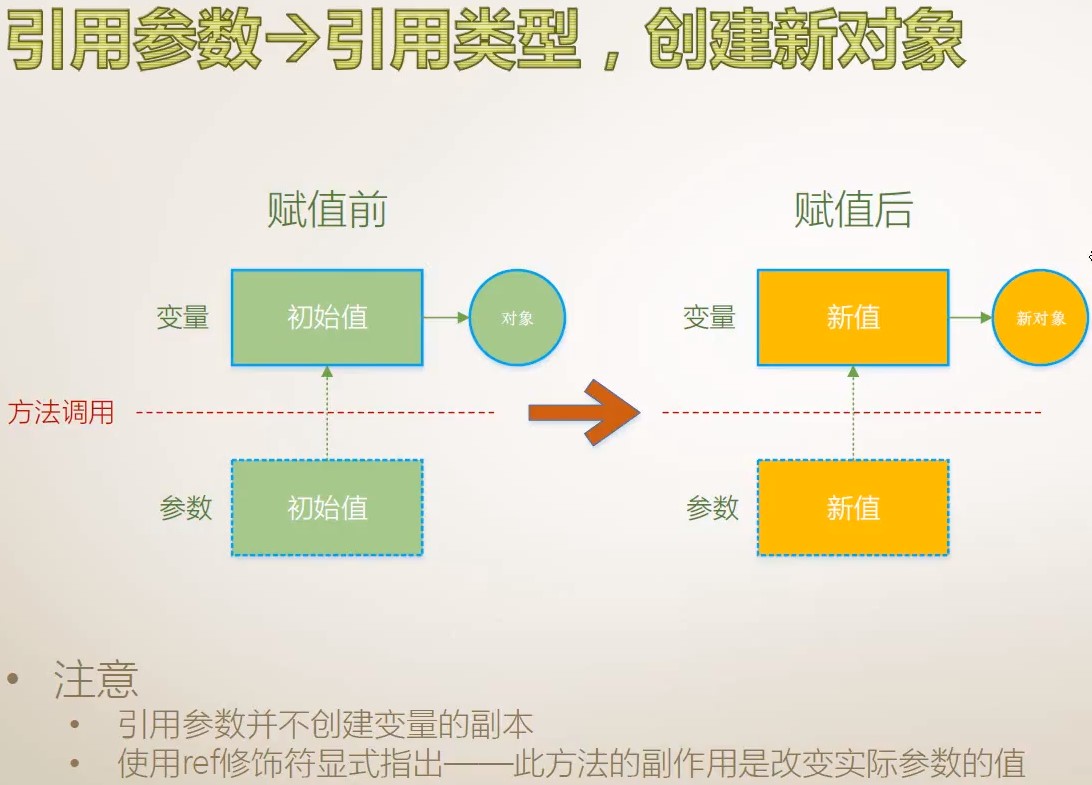 引用参数→引用类型，创建新对象
赋值前
赋值后
变量
初始值
对象
变量
新值
新对象
方法调用
参数
初始值
参数
新值
• 注意
• 引用参数并不创建变量的副本
• 使用ref修饰符显式指出——此方法的副作用是改变实际参数的值